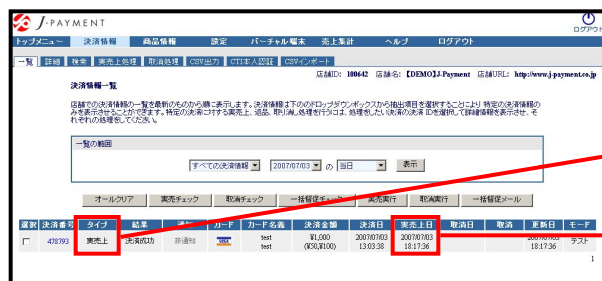 J-PAYMENT
ログアウト
トップメニュー 決済情報 商品情報 設定 バーチャル端末 売上集計 ヘルプ ログアウト
一覧 詳細 検索 実売上処理 取消処理 CSV出力 CTI本人認証 CSVインポート
店舗ID: 100642 店舗名: 【DEMO】J-Payment 店舗URL: http://www.j-payment.co.jp
決済情報一覧
店舗での決済情報の一覧を最新のものから順に表示します。決済情報は下のドロップダウンボックスから抽出項目を選択することにより 特定の決済情報の
みを表示させることができます。特定の決済に対する実売上、返品、取り消し処理を行うには、処理をしたい決済の決済 IDを選択して詳細情報を表示させ、そ
れぞれの処理をしてください。
一覧の範囲
すべての決済情報 2007/07/03 の 当日 表示
オールクリア 実売チェック 取消チェック 一括督促チェック 実売実行 取消実行 一括督促メール
選択 決済番号 タイプ 結果 通知 カード カード名義 決済金額 決済日 実売上日 取消日 取消 更新日 モード
478793 実売上 決済成功 非通知 VISA test ¥1,000 2007/07/03 2007/07/03 2007/07/03 テスト
test (¥50,¥100) 13:03:38 18:17:36 18:17:36
1